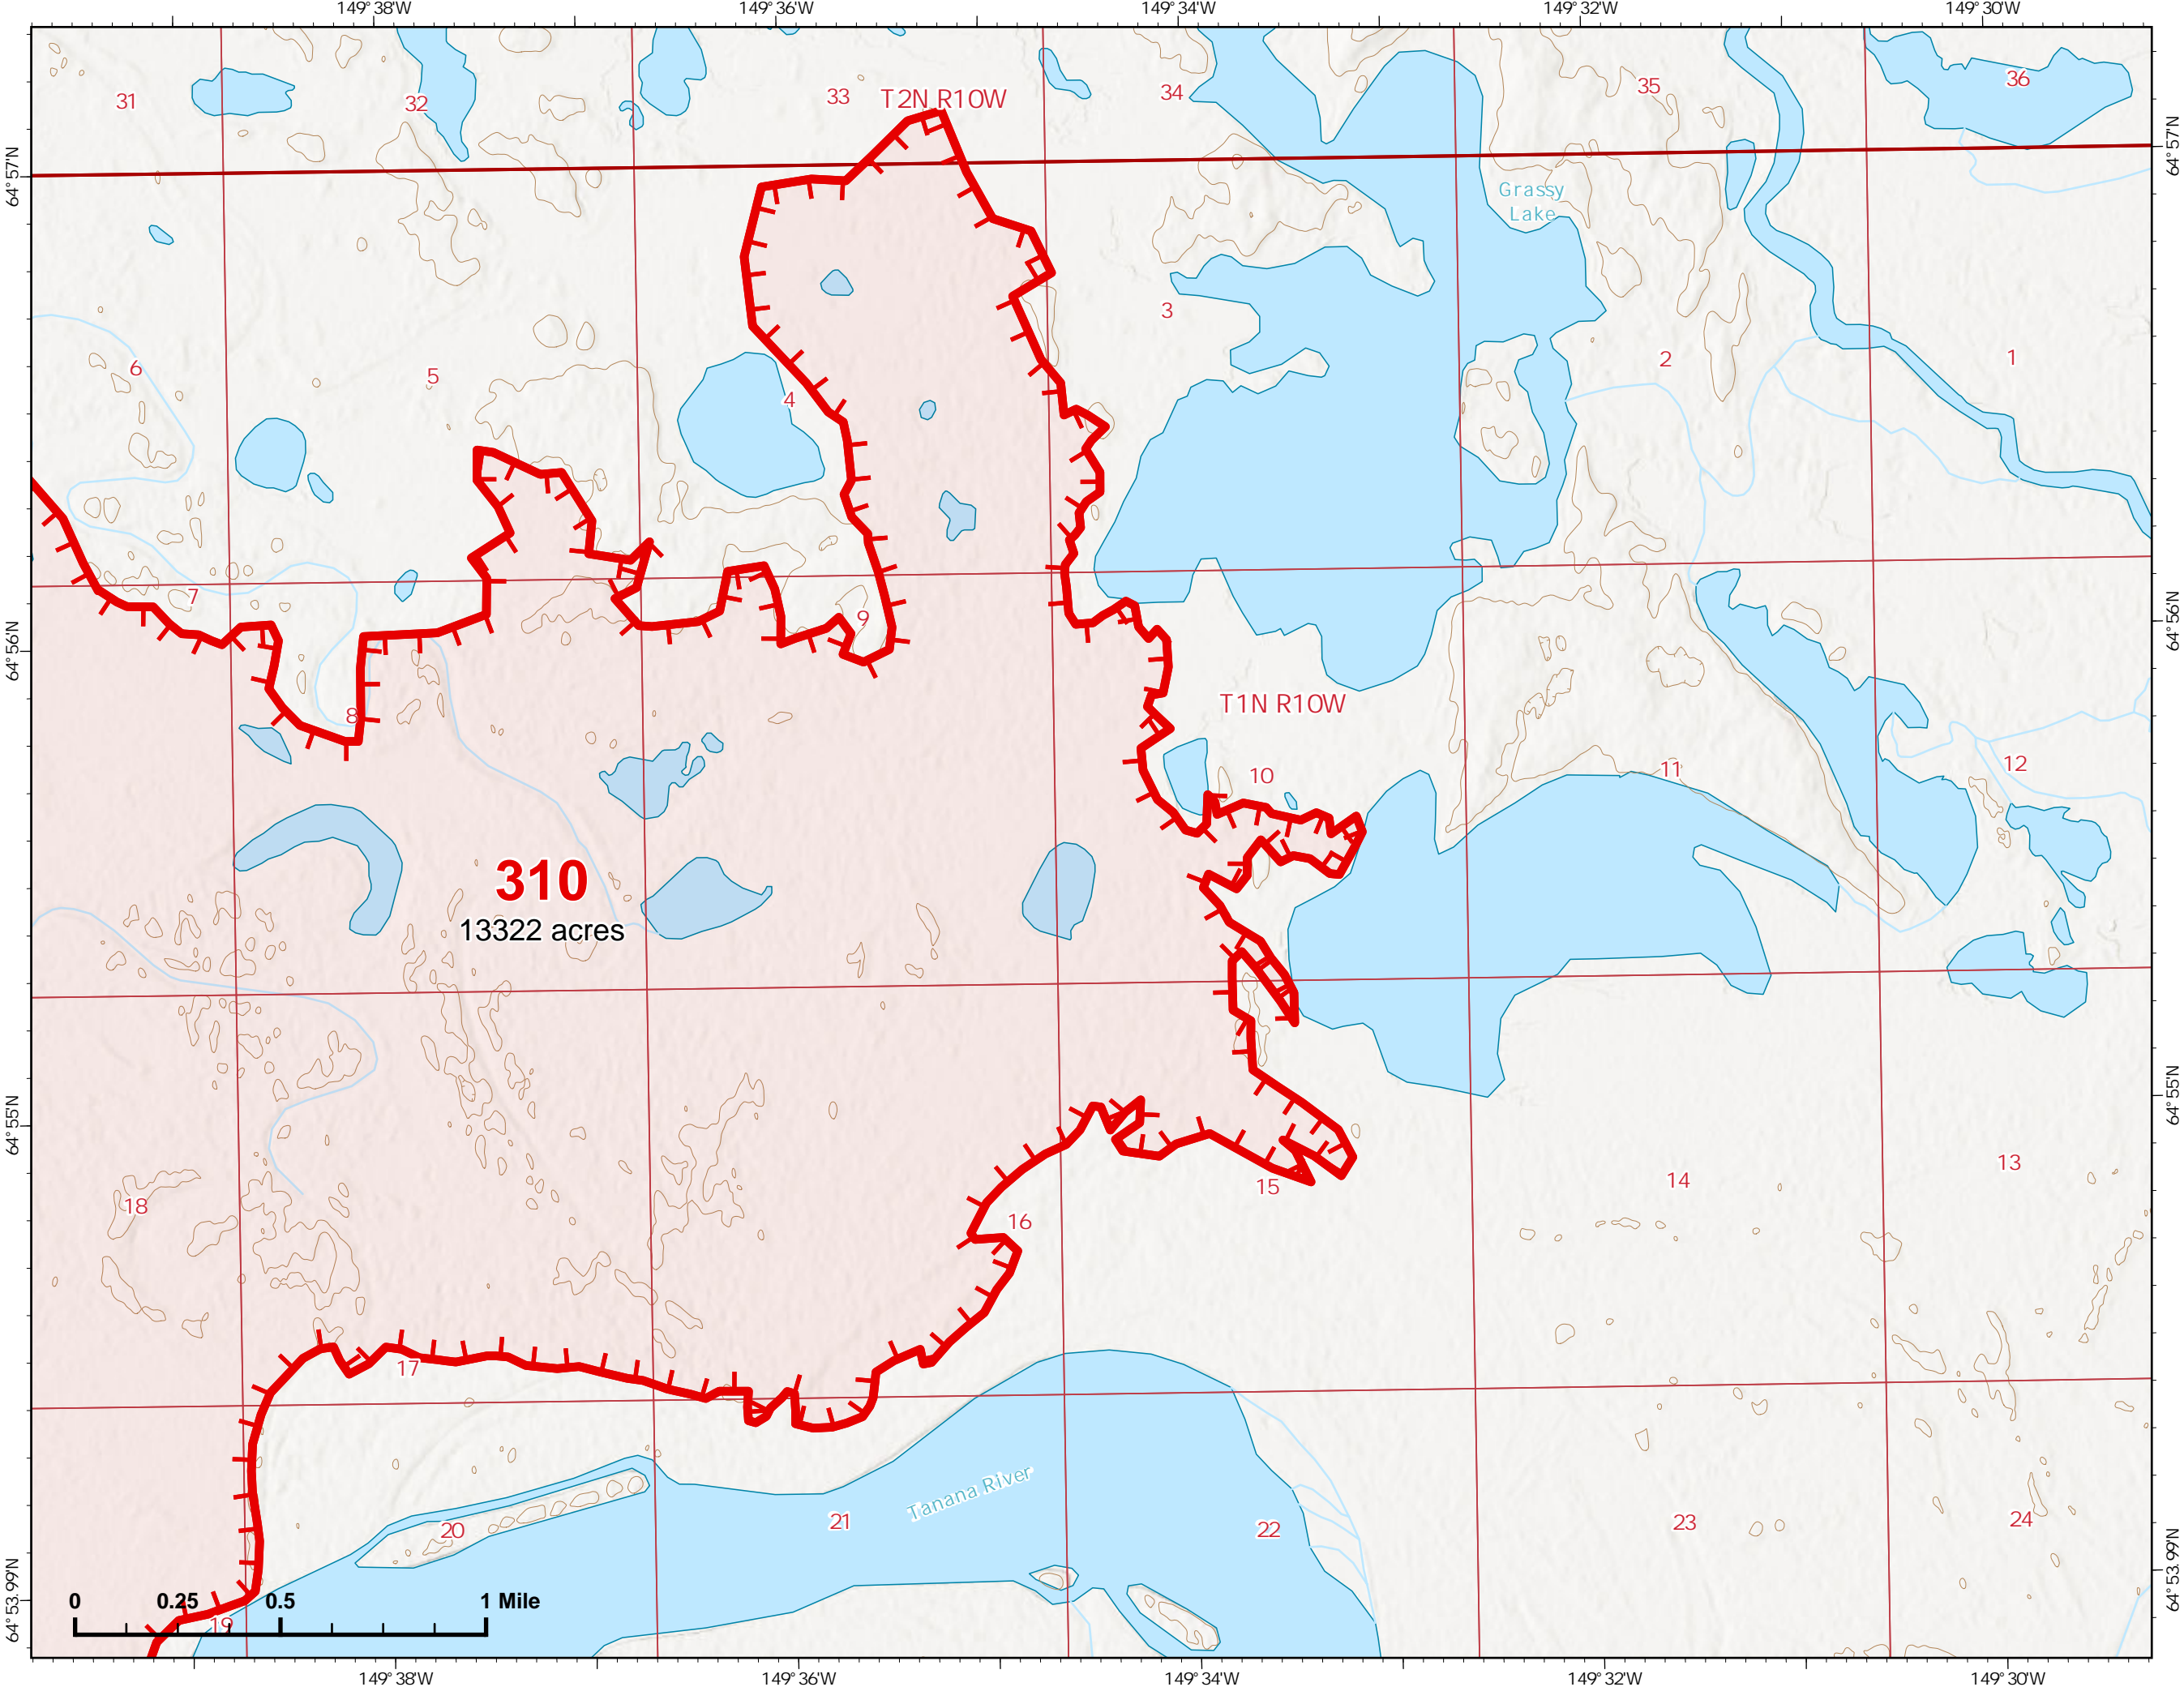 149°38'W 149°36'W 149°34'W 149°32'W 149°30'W
31 32 33 T2N R10W 34 35 36
64°57'N 64°57'N
Grassy
Lake
6 5 4 3 2 1
64°56'N 64°56'N
7 8 9 10 11 12
T1N R10W
310
13322 acres
64°55'N 64°55'N
18 17 16 15 14 13
Tanana River
19 20 21 22 23 24
64°53.99'N 64°53.99'N
0 0.25 0.5 1 Mile
149°38'W 149°36'W 149°34'W 149°32'W 149°30'W